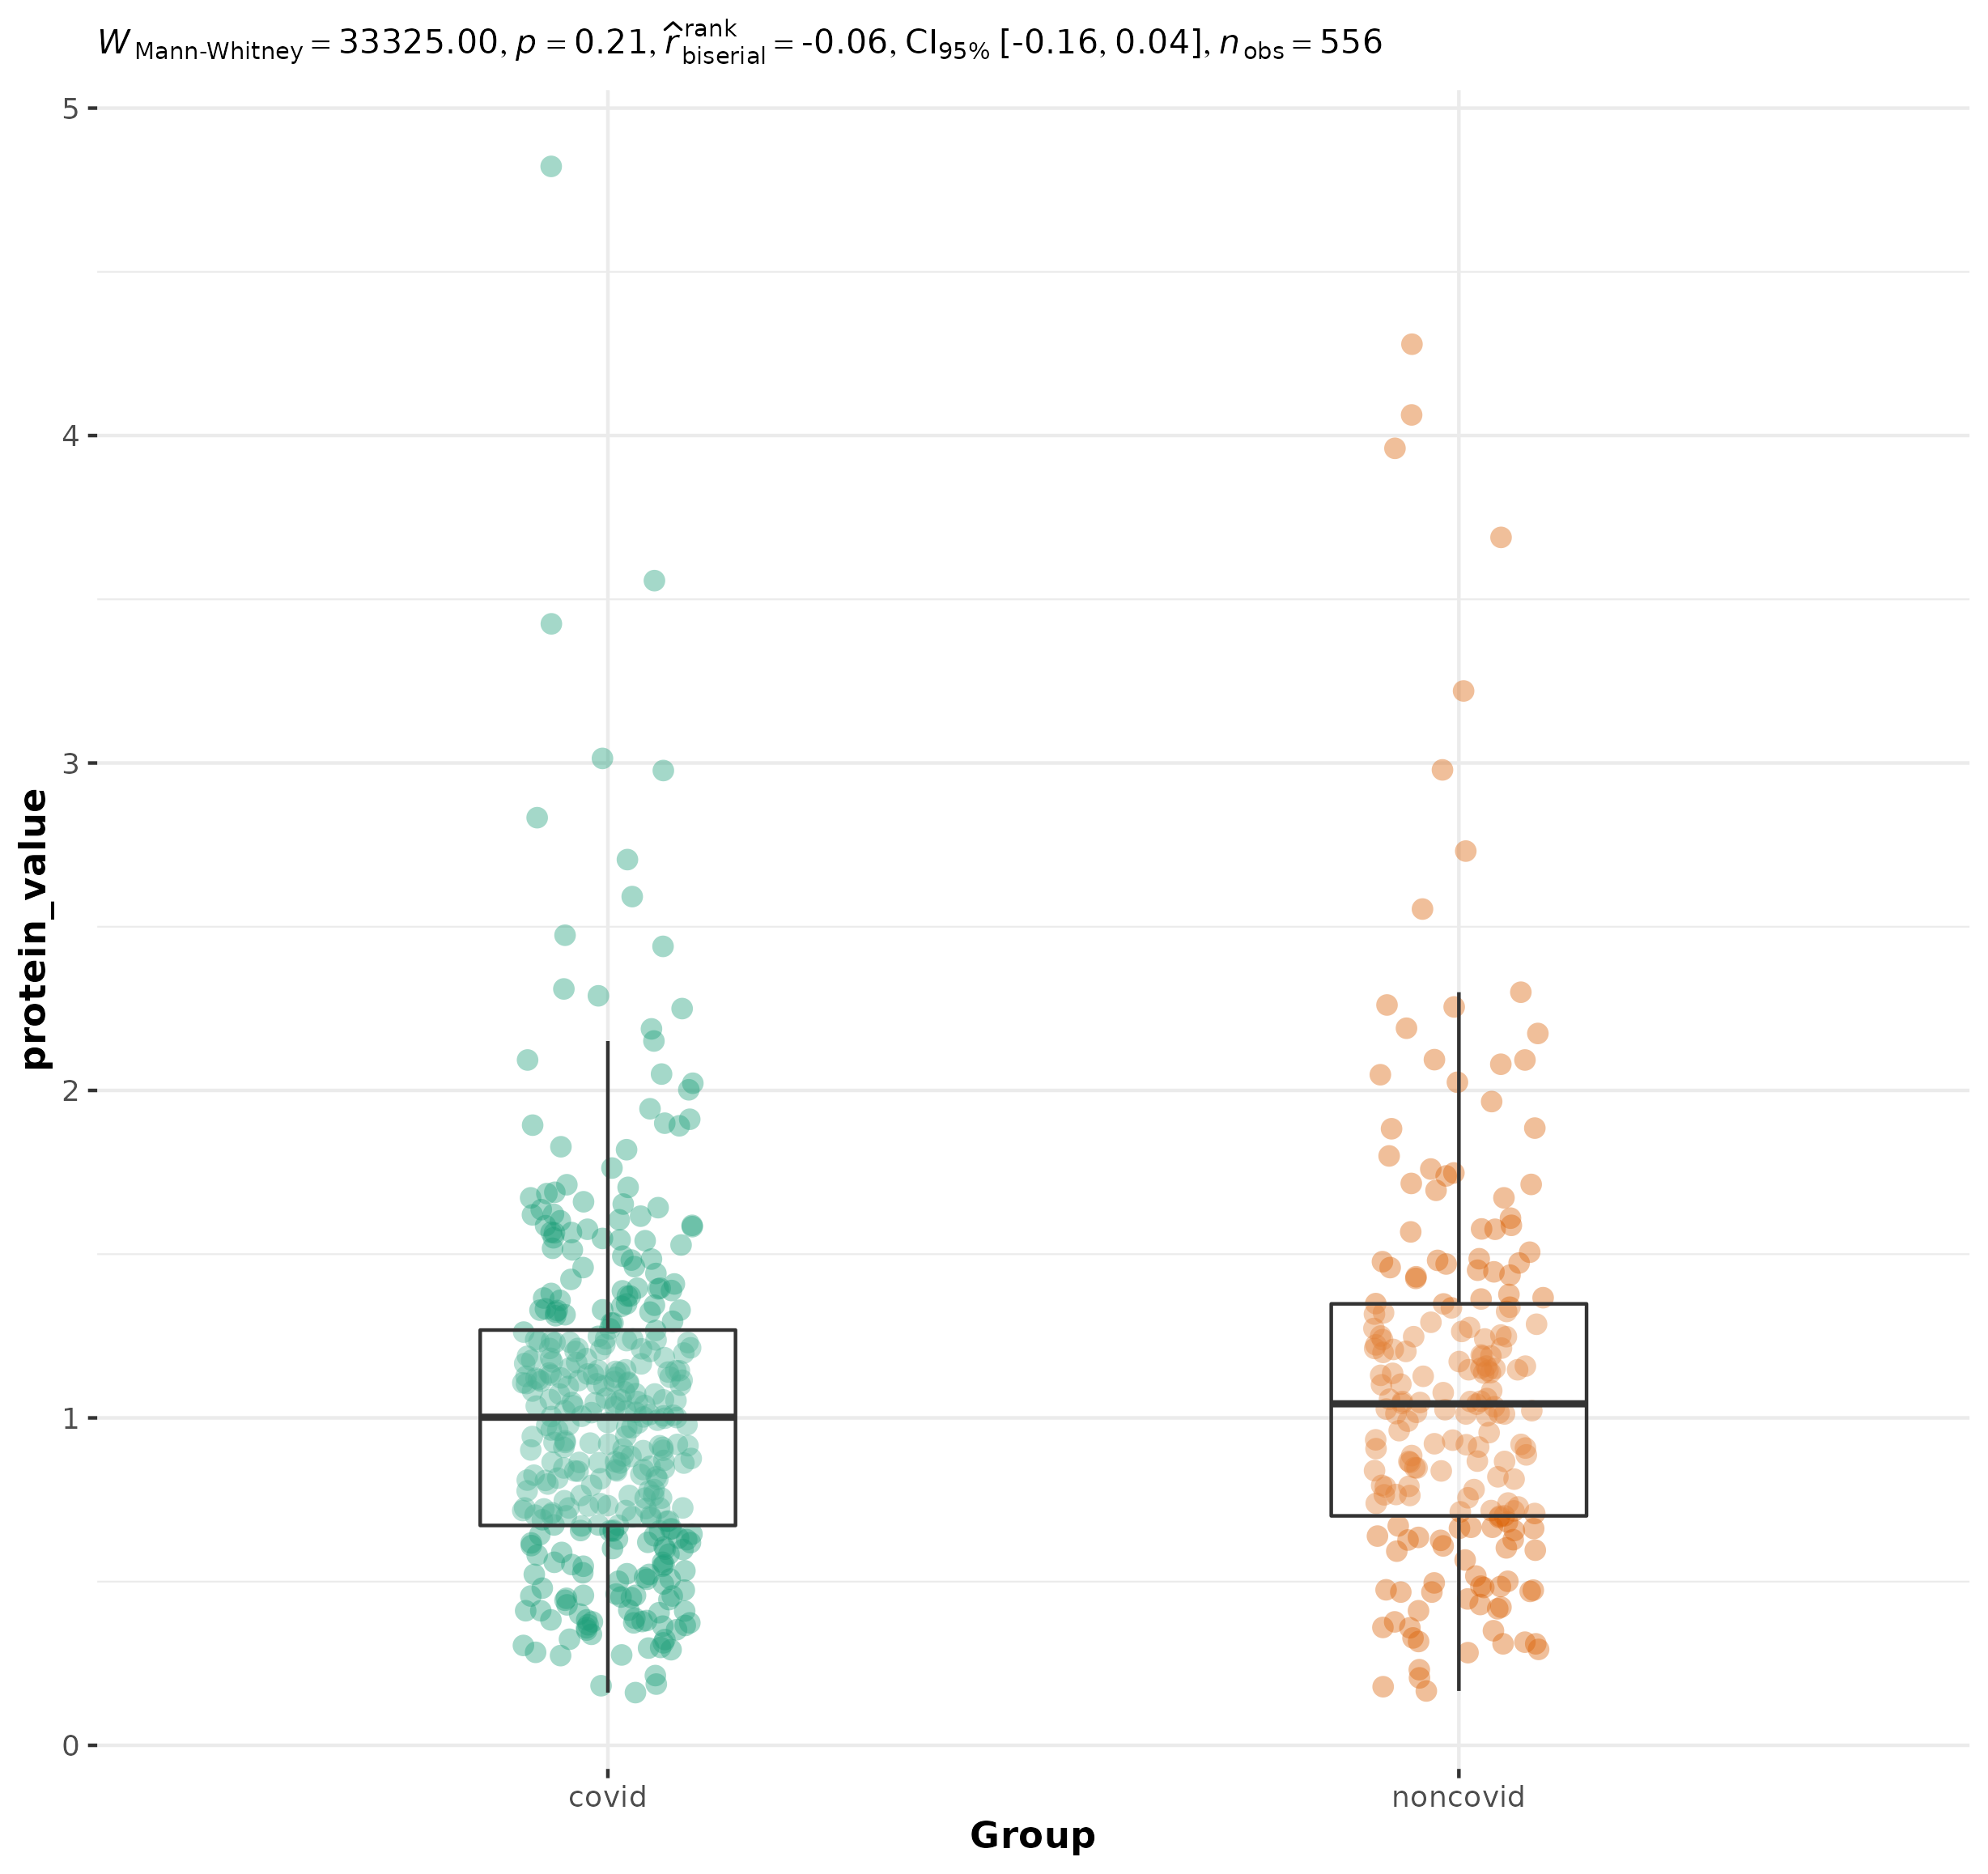 W Mann-Whitney = 33325.00, p = 0.21, r̂ rank biserial = -0.06, CI95% [-0.16, 0.04], n obs = 556
5
4
3
2
1
0
protein_value
covid
noncovid
Group